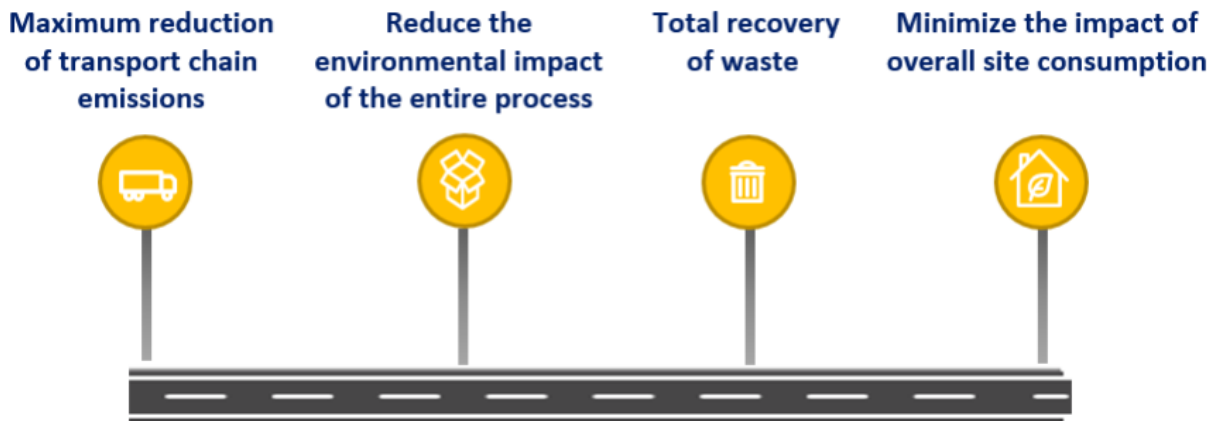 Maximum reduction
of transport chain
emissions
Reduce the
environmental impact
of the entire process
Total recovery
of waste
Minimize the impact of
overall site consumption